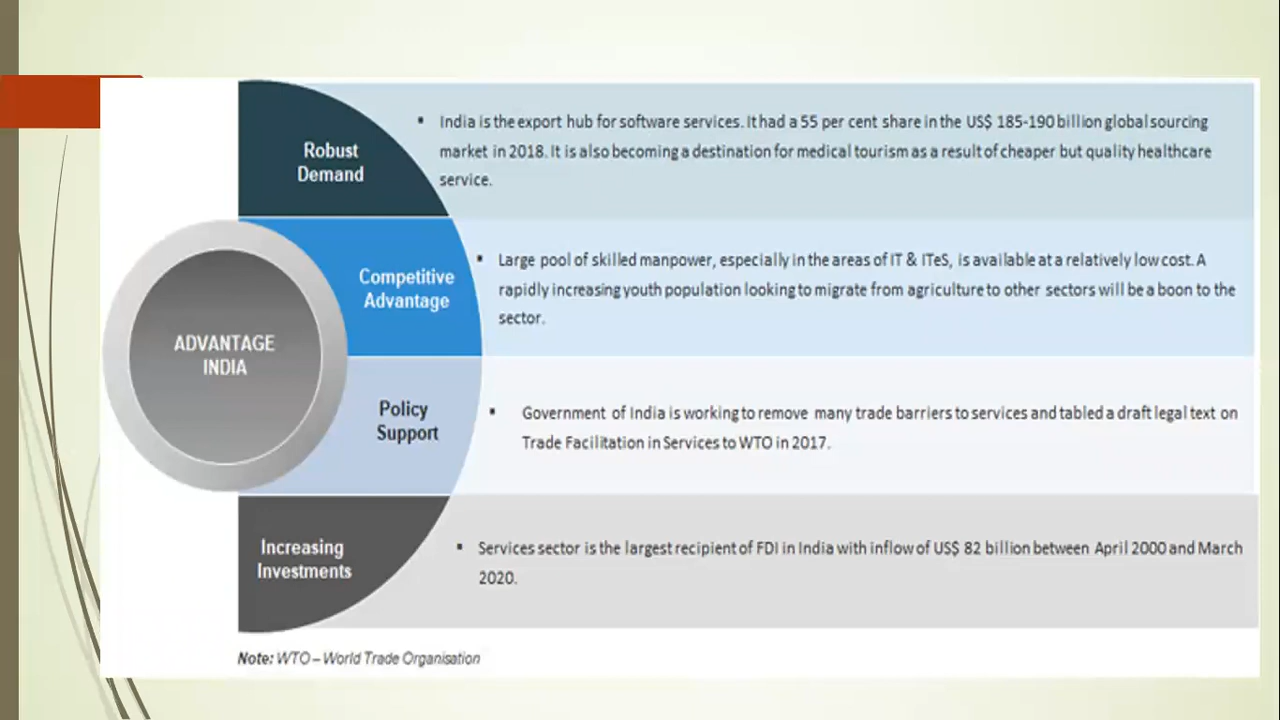 Robust
Demand
▪ India is the export hub for software services. It had a 55 per cent share in the US$ 185-190 billion global sourcing
market in 2018. It is also becoming a destination for medical tourism as a result of cheaper but quality healthcare
service.
Competitive
Advantage
▪ Large pool of skilled manpower, especially in the areas of IT & ITeS, is available at a relatively low cost. A
rapidly increasing youth population looking to migrate from agriculture to other sectors will be a boon to the
sector.
ADVANTAGE
INDIA
Policy
Support
▪ Government of India is working to remove many trade barriers to services and tabled a draft legal text on
Trade Facilitation in Services to WTO in 2017.
Increasing
Investments
▪ Services sector is the largest recipient of FDI in India with inflow of US$ 82 billion between April 2000 and March
2020.
Note: WTO – World Trade Organisation